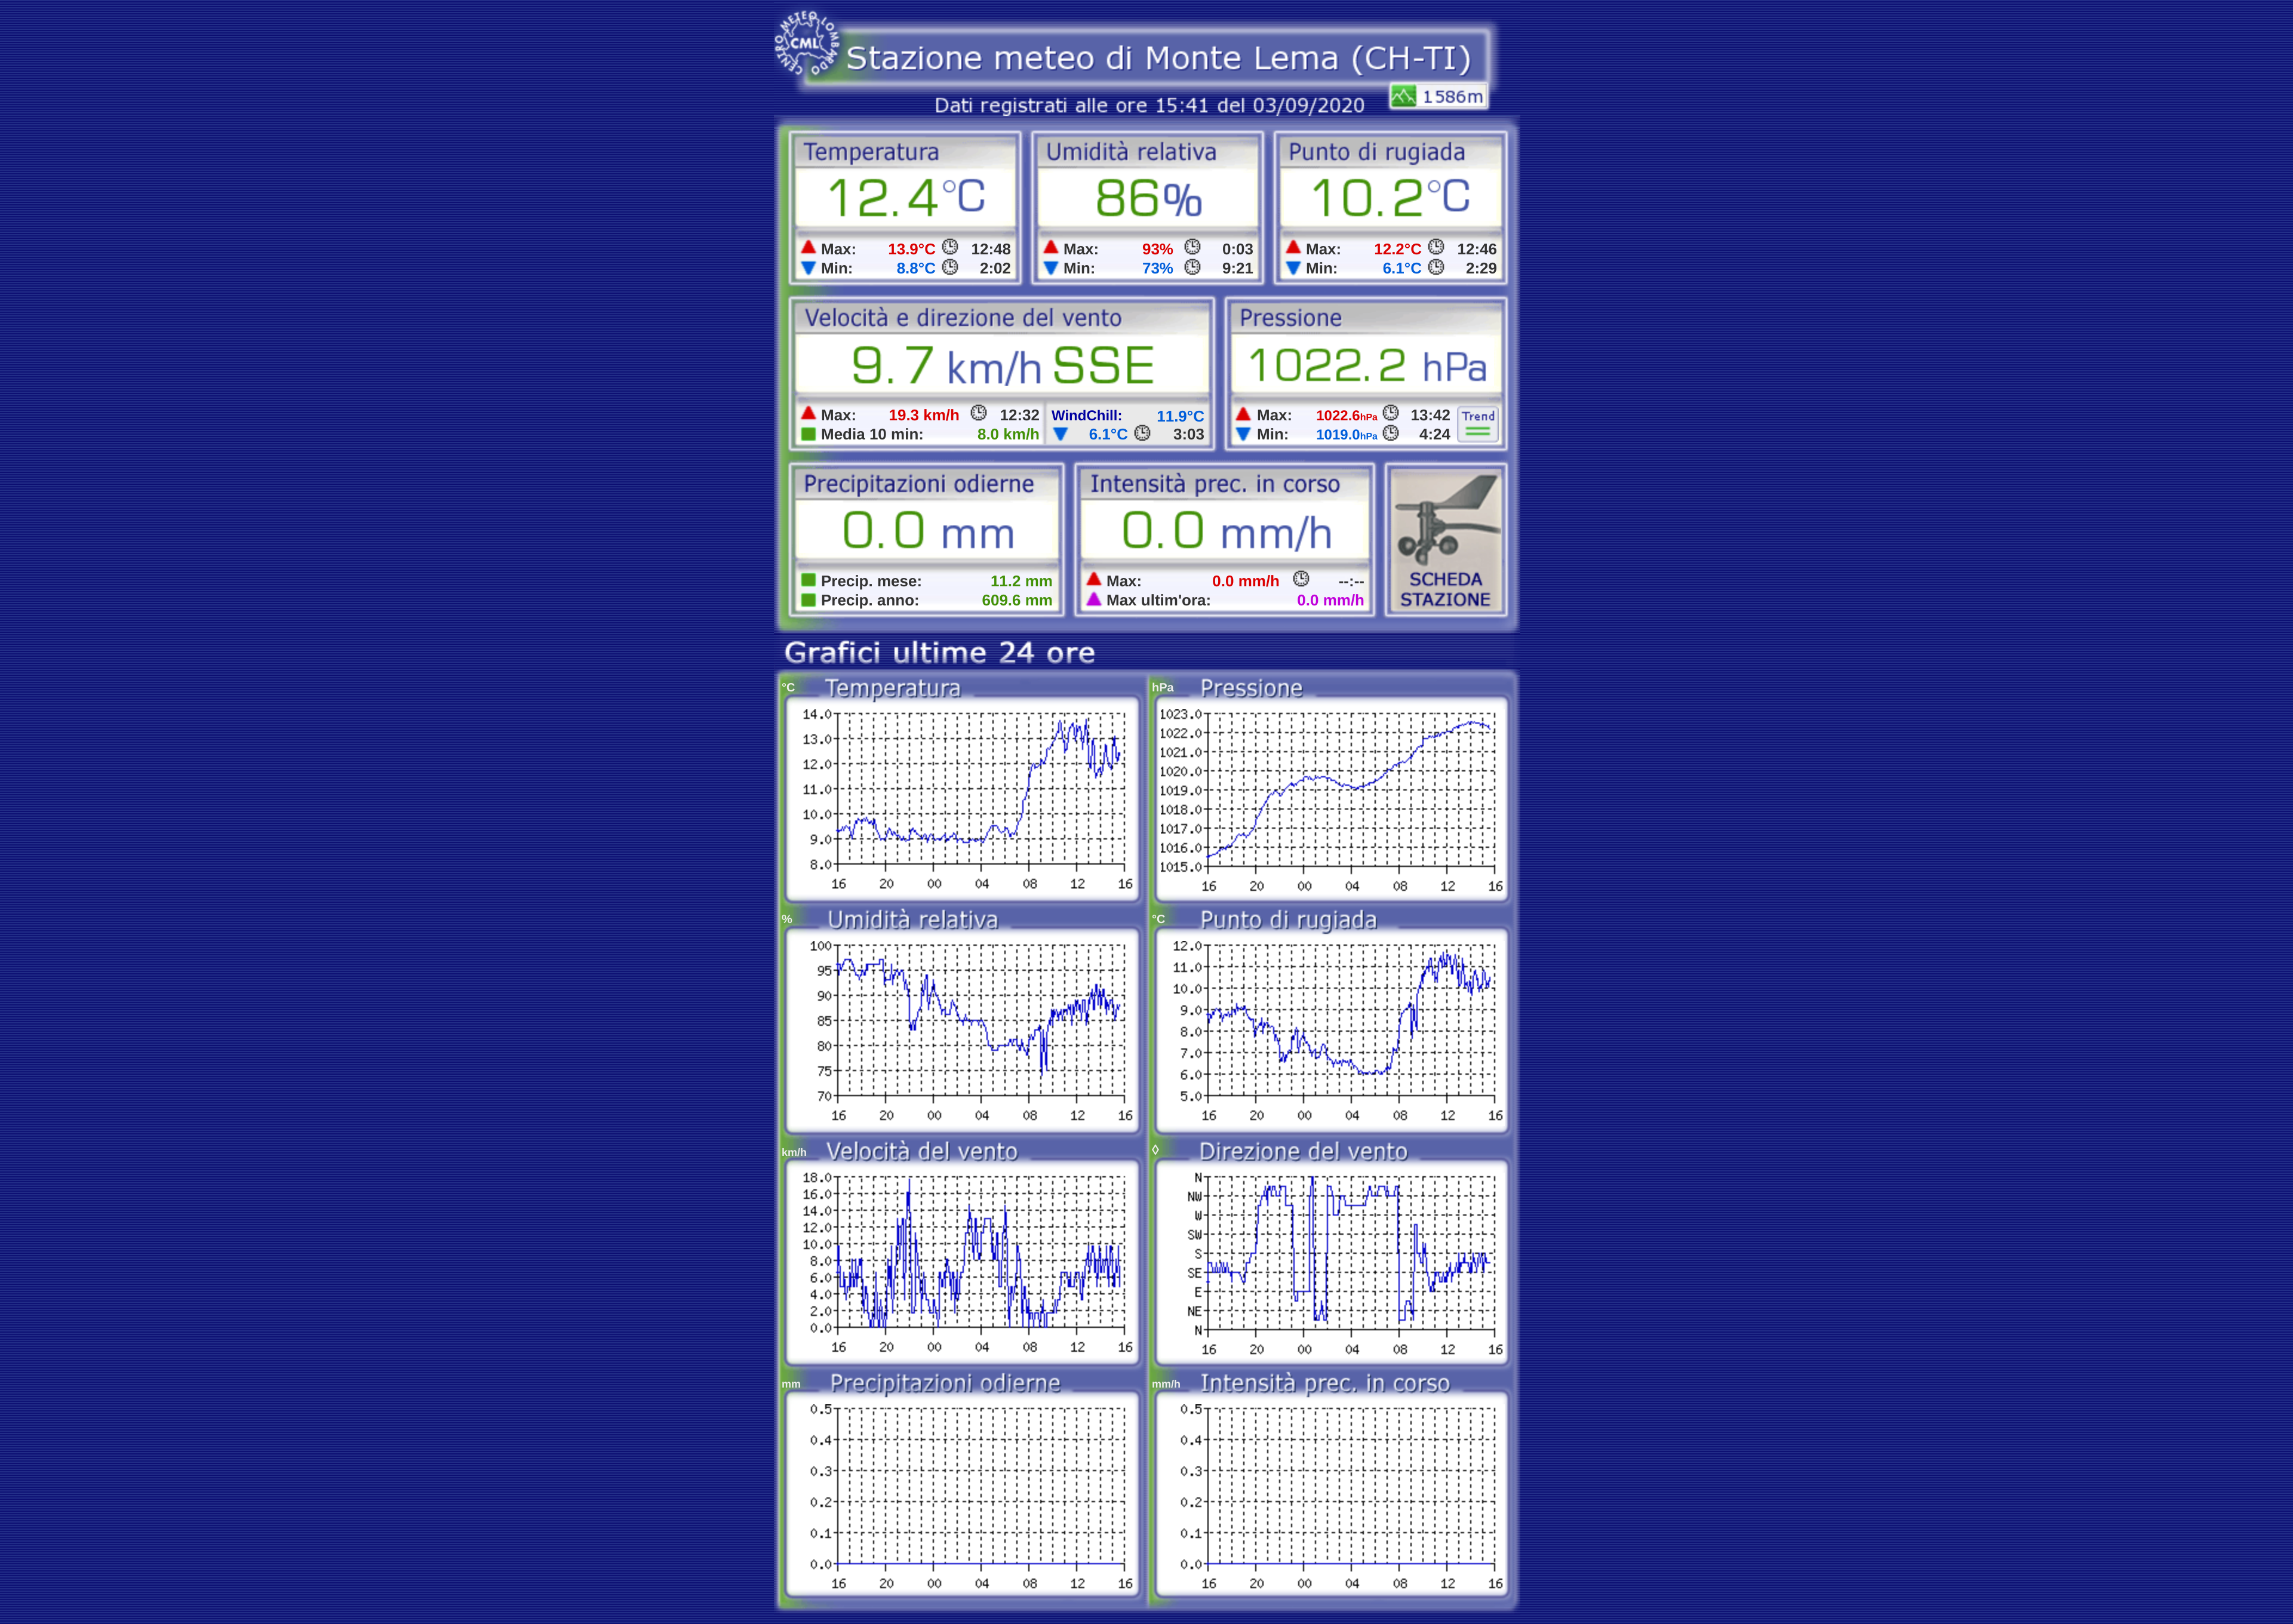 CENTRO METEO LOMBARDO
CML
Stazione meteo di Monte Lema (CH-TI)
Dati registrati alle ore 15:41 del 03/09/2020
1586m
Temperatura
12.4°C
Max: 13.9°C 12:48
Min: 8.8°C 2:02
Umidità relativa
86%
Max: 93% 0:03
Min: 73% 9:21
Punto di rugiada
10.2°C
Max: 12.2°C 12:46
Min: 6.1°C 2:29
Velocità e direzione del vento
9.7 km/h SSE
Max: 19.3 km/h 12:32
Media 10 min: 8.0 km/h
WindChill: 11.9°C
6.1°C 3:03
Pressione
1022.2 hPa
Max: 1022.6hPa 13:42
Min: 1019.0hPa 4:24
Trend
Precipitazioni odierne
0.0 mm
Precip. mese: 11.2 mm
Precip. anno: 609.6 mm
Intensità prec. in corso
0.0 mm/h
Max: 0.0 mm/h --:--
Max ultim'ora: 0.0 mm/h
SCHEDA
STAZIONE
Grafici ultime 24 ore
°C Temperatura
14.0
13.0
12.0
11.0
10.0
9.0
8.0
16 20 00 04 08 12 16
hPa Pressione
1023.0
1022.0
1021.0
1020.0
1019.0
1018.0
1017.0
1016.0
1015.0
16 20 00 04 08 12 16
% Umidità relativa
100
95
90
85
80
75
70
16 20 00 04 08 12 16
°C Punto di rugiada
12.0
11.0
10.0
9.0
8.0
7.0
6.0
5.0
16 20 00 04 08 12 16
km/h Velocità del vento
18.0
16.0
14.0
12.0
10.0
8.0
6.0
4.0
2.0
0.0
16 20 00 04 08 12 16
◊ Direzione del vento
N
NW
W
SW
S
SE
E
NE
N
16 20 00 04 08 12 16
mm Precipitazioni odierne
0.5
0.4
0.3
0.2
0.1
0.0
16 20 00 04 08 12 16
mm/h Intensità prec. in corso
0.5
0.4
0.3
0.2
0.1
0.0
16 20 00 04 08 12 16